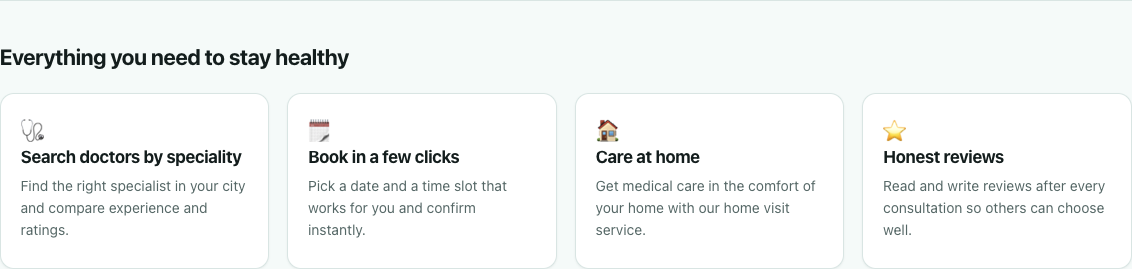 Everything you need to stay healthy
Search doctors by speciality
Find the right specialist in your city
and compare experience and
ratings.
Book in a few clicks
Pick a date and a time slot that
works for you and confirm
instantly.
Care at home
Get medical care in the comfort of
your home with our home visit
service.
Honest reviews
Read and write reviews after every
consultation so others can choose
well.